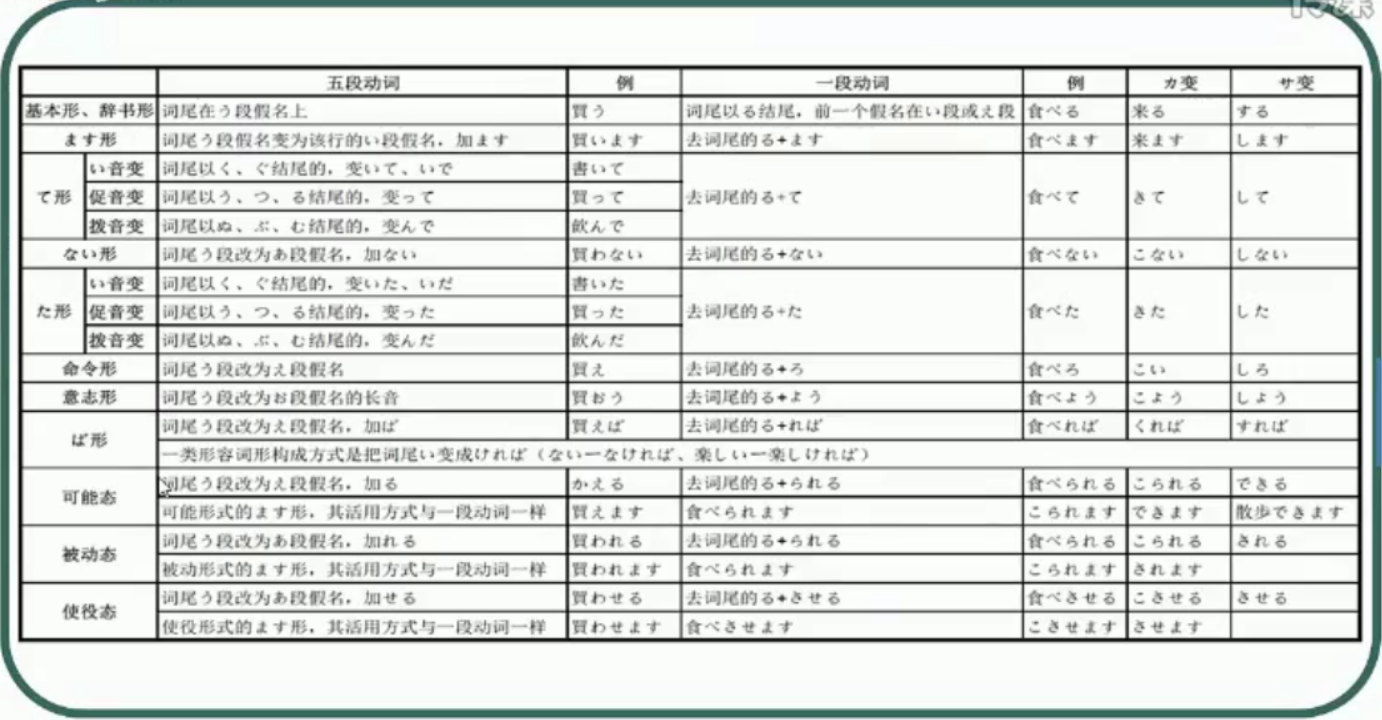 五段动词 例 一段动词 例 カ变 サ变
基本形、辞书形 词尾在う段假名上 買う 词尾以る结尾，前一个假名在い段或え段 食べる 来る する
ます形 词尾う段假名变为该行的い段假名，加ます 買います 去词尾的る+ます 食べます 来ます します
て形 い音变 词尾以く、ぐ结尾的，变いて、いで 書いて 去词尾的る+て 食べて きて して
促音变 词尾以う、つ、る结尾的，变って 買って
拨音变 词尾以ぬ、ぶ、む结尾的，变んで 飲んで
ない形 词尾う段改为あ段假名，加ない 買わない 去词尾的る+ない 食べない こない しない
た形 い音变 词尾以く、ぐ结尾的，变いた、いだ 書いた 去词尾的る+た 食べた きた した
促音变 词尾以う、つ、る结尾的，变った 買った
拨音变 词尾以ぬ、ぶ、む结尾的，变んだ 飲んだ
命令形 词尾う段改为え段假名 買え 去词尾的る+ろ 食べろ こい しろ
意志形 词尾う段改为お段假名的长音 買おう 去词尾的る+よう 食べよう こよう しよう
ば形 词尾う段改为え段假名，加ば 買えば 去词尾的る+れば 食べれば くれば すれば
一类形容词形构成方式是把词尾い变成ければ（ない一なければ、楽しい一楽しければ）
可能态 词尾う段改为え段假名，加る かえる 去词尾的る+られる 食べられる こられる できる
可能形式的ます形，其活用方式与一段动词一样 買えます 食べられます こられます できます 散歩できます
被动态 词尾う段改为あ段假名，加れる 買われる 去词尾的る+られる 食べられる こられる される
被动形式的ます形，其活用方式与一段动词一样 買われます 食べられます こられます されます
使役态 词尾う段改为あ段假名，加せる 買わせる 去词尾的る+させる 食べさせる こさせる させる
使役形式的ます形，其活用方式与一段动词一样 買わせます 食べさせます こさせます させます